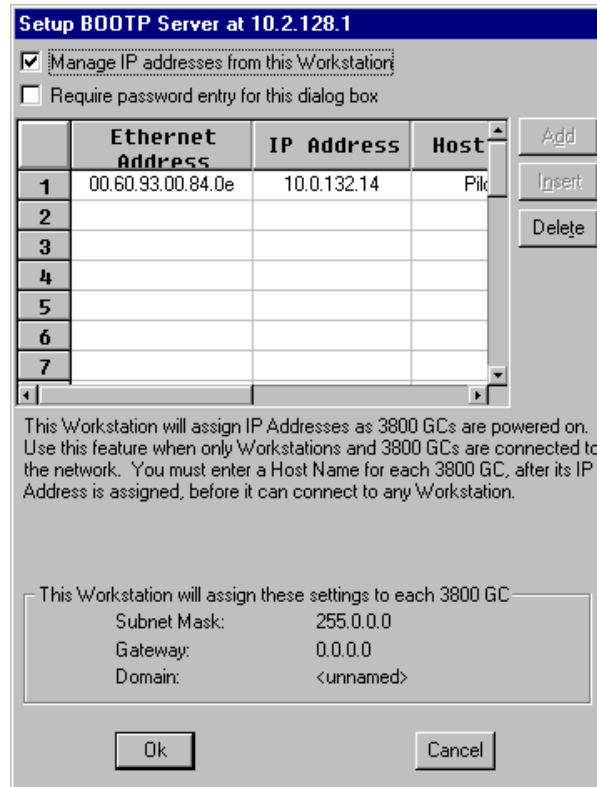 Setup BOOTP Server at 10.2.128.1
Manage IP addresses from this Workstation
Require password entry for this dialog box
Ethernet Address IP Address Host
Add
1 00.60.93.00.84.0e 10.0.132.14
Insert
2
Delete
3
4
5
6
7
This Workstation will assign IP Addresses as 3800 GCs are powered on.
Use this feature when only Workstations and 3800 GCs are connected to
the network. You must enter a Host Name for each 3800 GC, after its IP
Address is assigned, before it can connect to any Workstation.
This Workstation will assign these settings to each 3800 GC
Subnet Mask: 255.0.0.0
Gateway: 0.0.0.0
Domain: <unnamed>
Ok Cancel